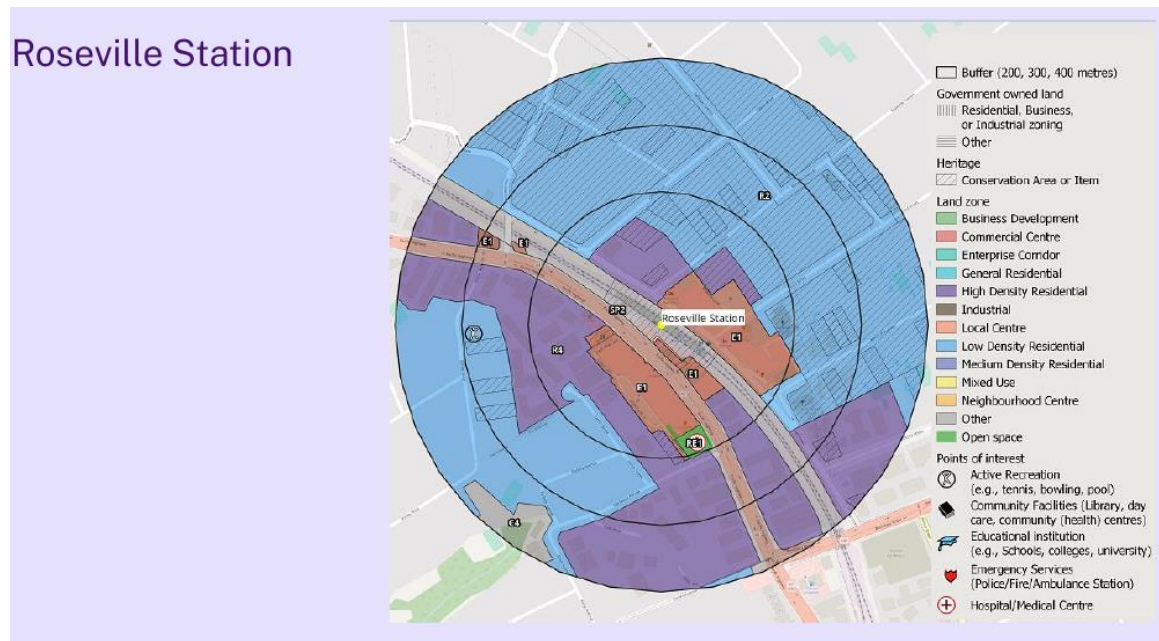 Roseville Station
Buffer (200, 300, 400 metres)
Government owned land
Residential, Business,
or Industrial zoning
Other
Heritage
Conservation Area or Item
Land zone
Business Development
Commercial Centre
Enterprise Corridor
General Residential
High Density Residential
Industrial
Local Centre
Low Density Residential
Medium Density Residential
Mixed Use
Neighbourhood Centre
Other
Open space
Points of interest
Active Recreation
(e.g., tennis, bowling, pool)
Community Facilities (Library, day
care, community (health) centres)
Educational institution
(e.g., Schools, colleges, university)
Emergency Services
(Police/Fire/Ambulance Station)
Hospital/Medical Centre
R2
E1
E1
SP2
Roseville Station
E1
R4
E1
E1
RE1
C4